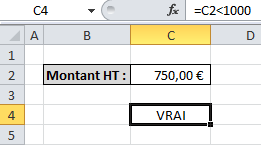 C4 fx =C2<1000
A B C D
1
2 Montant HT : 750,00 €
3
4 VRAI
5